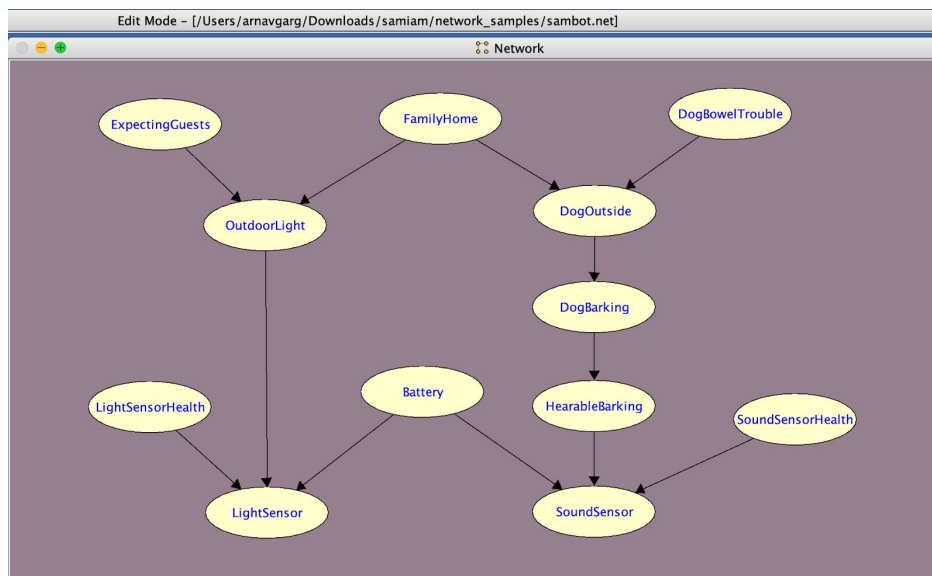 Edit Mode – [/Users/arnavgarg/Downloads/samiam/network_samples/sambot.net]
Network
ExpectingGuests
FamilyHome
DogBowelTrouble
OutdoorLight
DogOutside
DogBarking
LightSensorHealth
Battery
HearableBarking
SoundSensorHealth
LightSensor
SoundSensor